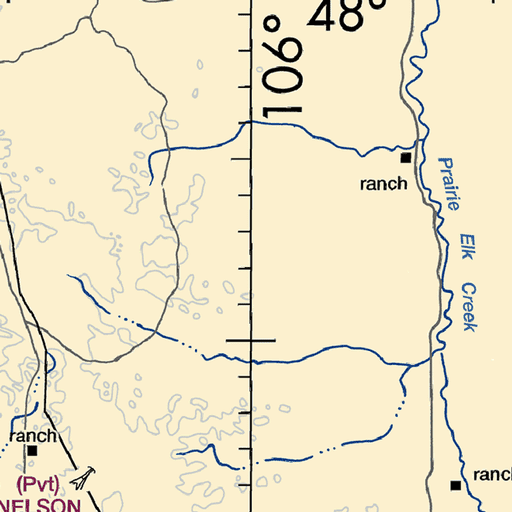 48°
106°
ranch
Prairie
Elk
Creek
ranch
ranch
(Pvt)
NELSON